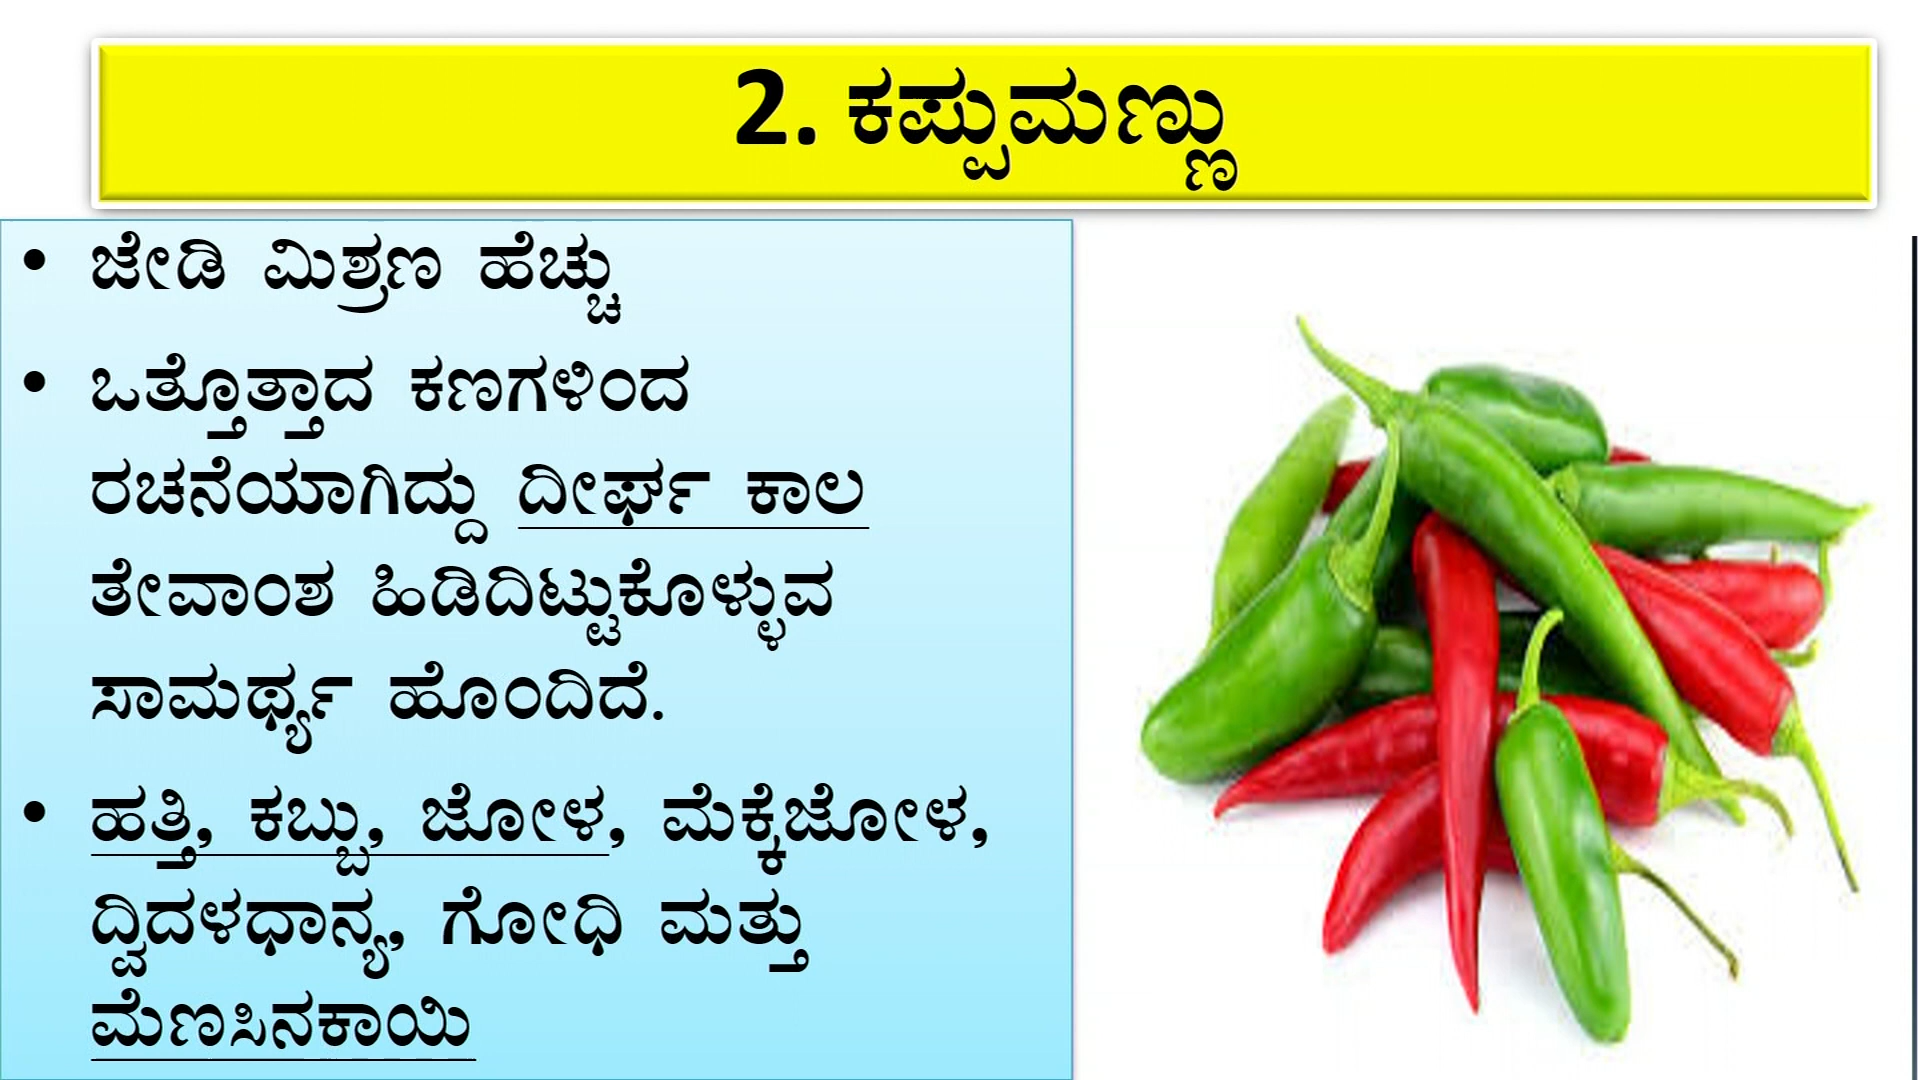 2. ಕಪ್ಪುಮಣ್ಣು
• ಜೇಡಿ ಮಿಶ್ರಣ ಹೆಚ್ಚು
• ಒತ್ತೊತ್ತಾದ ಕಣಗಳಿಂದ
ರಚನೆಯಾಗಿದ್ದು ದೀರ್ಘ ಕಾಲ
ತೇವಾಂಶ ಹಿಡಿದಿಟ್ಟುಕೊಳ್ಳುವ
ಸಾಮರ್ಥ್ಯ ಹೊಂದಿದೆ.
• ಹತ್ತಿ, ಕಬ್ಬು, ಜೋಳ, ಮೆಕ್ಕೆಜೋಳ,
ದ್ವಿದಳಧಾನ್ಯ, ಗೋಧಿ ಮತ್ತು
ಮೆಣಸಿನಕಾಯಿ